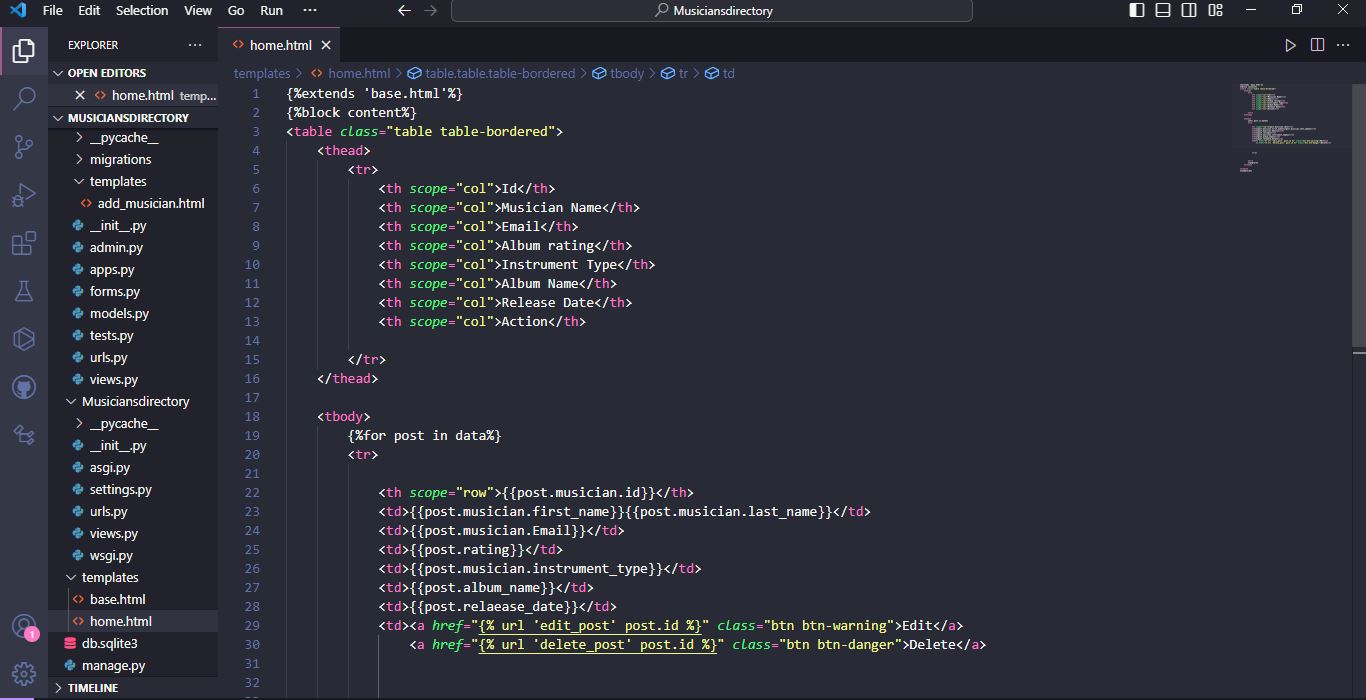 File Edit Selection View Go Run ···
Musiciansdirectory
EXPLORER ···
OPEN EDITORS
home.html temp...
MUSICIANSDIRECTORY
__pycache__
migrations
templates
add_musician.html
__init__.py
admin.py
apps.py
forms.py
models.py
tests.py
urls.py
views.py
Musiciansdirectory
__pycache__
__init__.py
asgi.py
settings.py
urls.py
views.py
wsgi.py
templates
base.html
home.html
db.sqlite3
manage.py
TIMELINE
1
home.html
templates > home.html > table.table.table-bordered > tbody > tr > td
1 {%extends 'base.html'%}
2 {%block content%}
3 <table class="table table-bordered">
4 <thead>
5 <tr>
6 <th scope="col">Id</th>
7 <th scope="col">Musician Name</th>
8 <th scope="col">Email</th>
9 <th scope="col">Album rating</th>
10 <th scope="col">Instrument Type</th>
11 <th scope="col">Album Name</th>
12 <th scope="col">Release Date</th>
13 <th scope="col">Action</th>
14
15 </tr>
16 </thead>
17
18 <tbody>
19 {%for post in data%}
20 <tr>
21
22 <th scope="row">{{post.musician.id}}</th>
23 <td>{{post.musician.first_name}}{{post.musician.last_name}}</td>
24 <td>{{post.musician.Email}}</td>
25 <td>{{post.rating}}</td>
26 <td>{{post.musician.instrument_type}}</td>
27 <td>{{post.album_name}}</td>
28 <td>{{post.relaease_date}}</td>
29 <td><a href="{% url 'edit_post' post.id %}" class="btn btn-warning">Edit</a>
30 <a href="{% url 'delete_post' post.id %}" class="btn btn-danger">Delete</a>
31
32